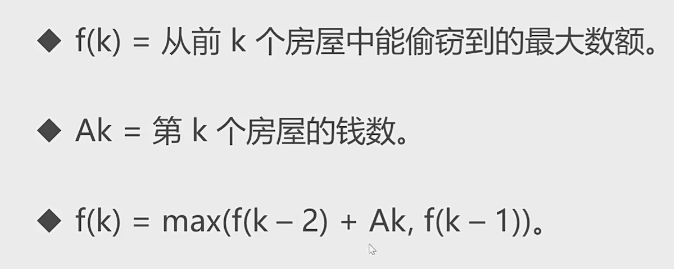 ◆ f(k) = 从前 k 个房屋中能偷窃到的最大数额。
◆ Ak = 第 k 个房屋的钱数。
◆ f(k) = max(f(k – 2) + Ak, f(k – 1))。